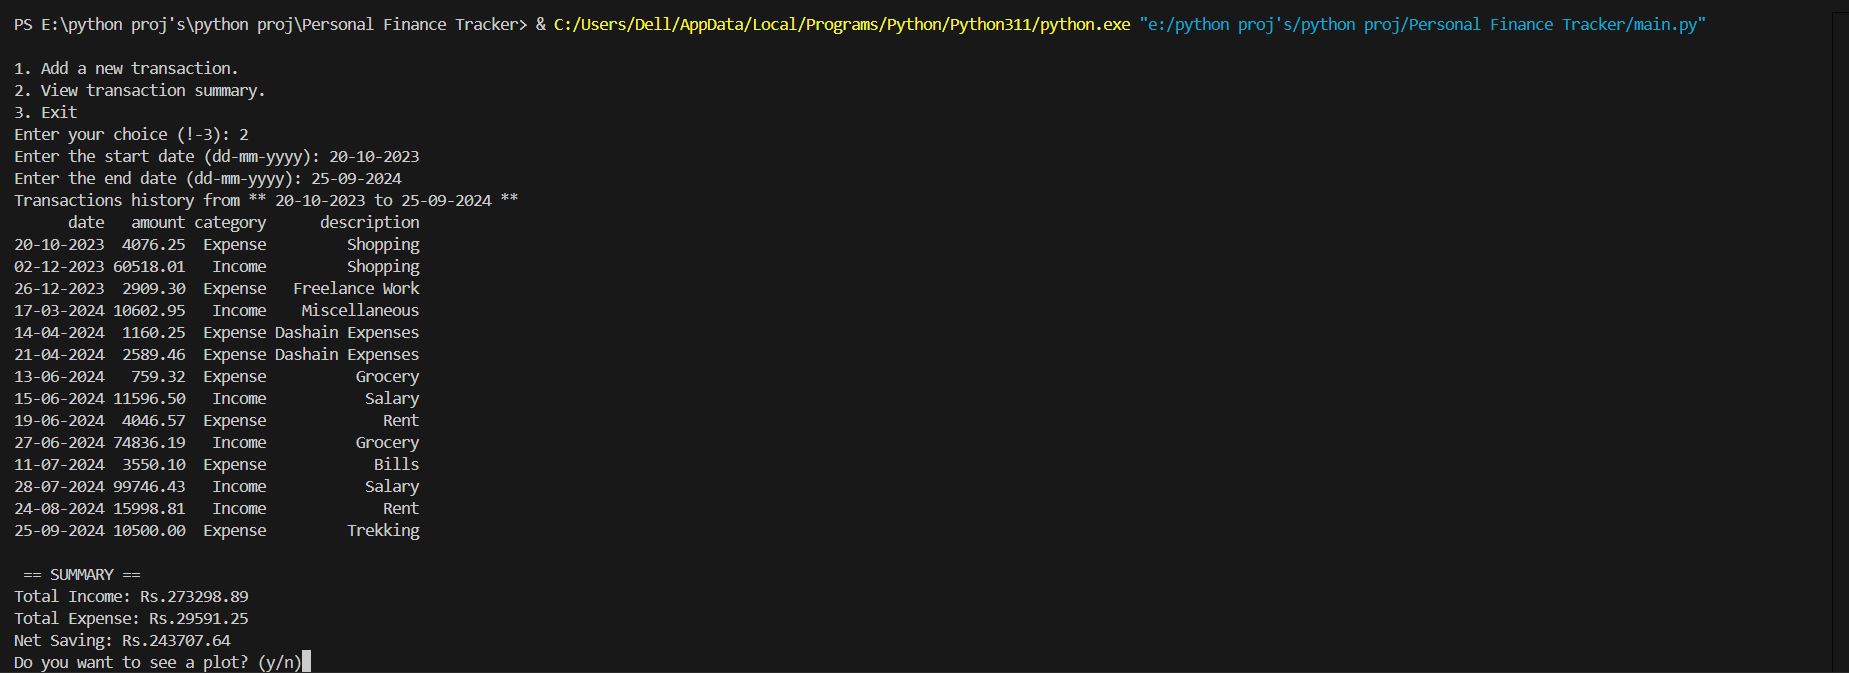 PS E:\python proj's\python proj\Personal Finance Tracker> & C:/Users/Dell/AppData/Local/Programs/Python/Python311/python.exe "e:/python proj's/python proj/Personal Finance Tracker/main.py"
1. Add a new transaction.
2. View transaction summary.
3. Exit
Enter your choice (!-3): 2
Enter the start date (dd-mm-yyyy): 20-10-2023
Enter the end date (dd-mm-yyyy): 25-09-2024
Transactions history from ** 20-10-2023 to 25-09-2024 **
date amount category description
20-10-2023 4076.25 Expense Shopping
02-12-2023 60518.01 Income Shopping
26-12-2023 2909.30 Expense Freelance Work
17-03-2024 10602.95 Income Miscellaneous
14-04-2024 1160.25 Expense Dashain Expenses
21-04-2024 2589.46 Expense Dashain Expenses
13-06-2024 759.32 Expense Grocery
15-06-2024 11596.50 Income Salary
19-06-2024 4046.57 Expense Rent
27-06-2024 74836.19 Income Grocery
11-07-2024 3550.10 Expense Bills
28-07-2024 99746.43 Income Salary
24-08-2024 15998.81 Income Rent
25-09-2024 10500.00 Expense Trekking
== SUMMARY ==
Total Income: Rs.273298.89
Total Expense: Rs.29591.25
Net Saving: Rs.243707.64
Do you want to see a plot? (y/n)